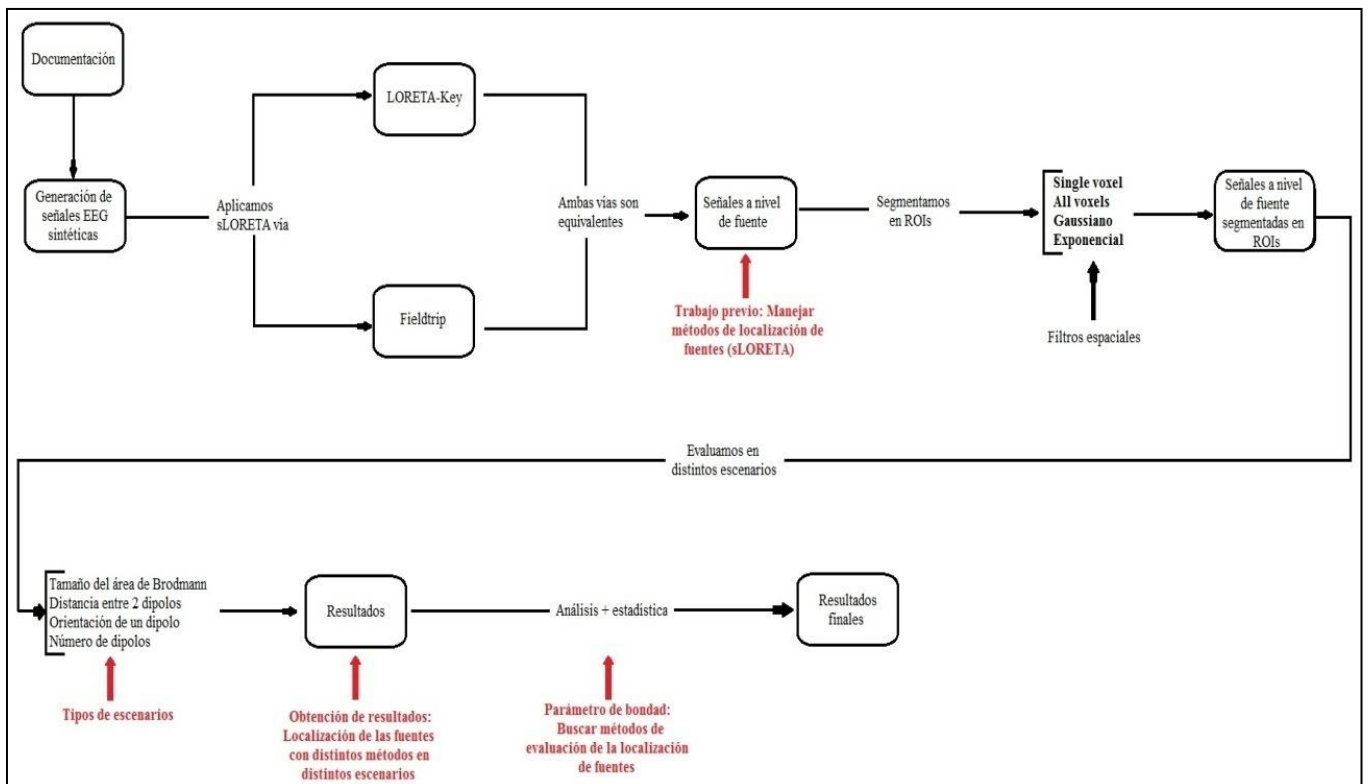 Documentación
Generación de
señales EEG
sintéticas
Aplicamos
sLORETA vía
LORETA-Key
Fieldtrip
Ambas vías son
equivalentes
Señales a nivel
de fuente
Trabajo previo: Manejar
métodos de localización de
fuentes (sLORETA)
Segmentamos
en ROIs
Single voxel
All voxels
Gaussiano
Exponencial
Filtros espaciales
Señales a nivel
de fuente
segmentadas en
ROIs
Evaluamos en
distintos escenarios
Tamaño del área de Brodmann
Distancia entre 2 dipolos
Orientación de un dipolo
Número de dipolos
Tipos de escenarios
Resultados
Obtención de resultados:
Localización de las fuentes
con distintos métodos en
distintos escenarios
Análisis + estadística
Parámetro de bondad:
Buscar métodos de
evaluación de la localización
de fuentes
Resultados
finales